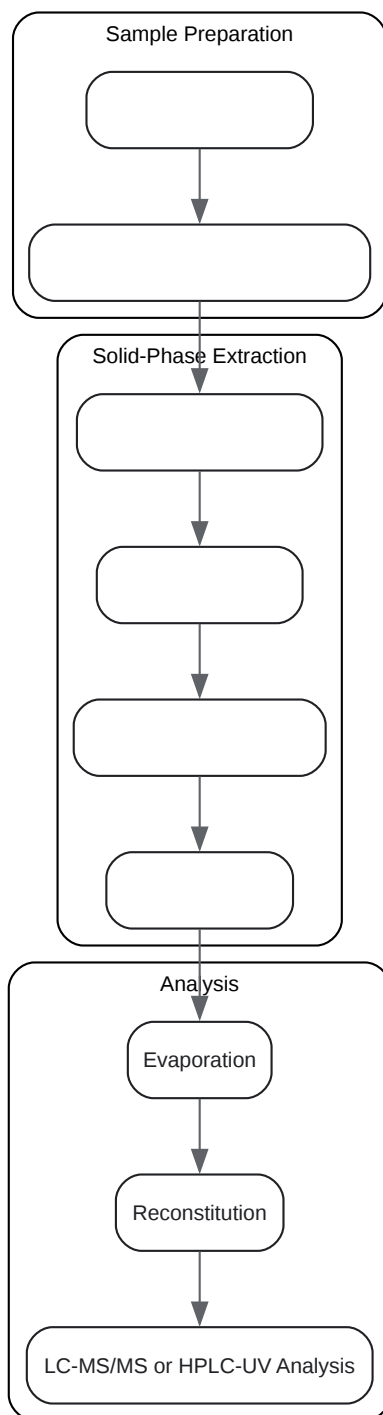 Sample Preparation
Solid-Phase Extraction
Analysis
Evaporation
Reconstitution
LC-MS/MS or HPLC-UV Analysis